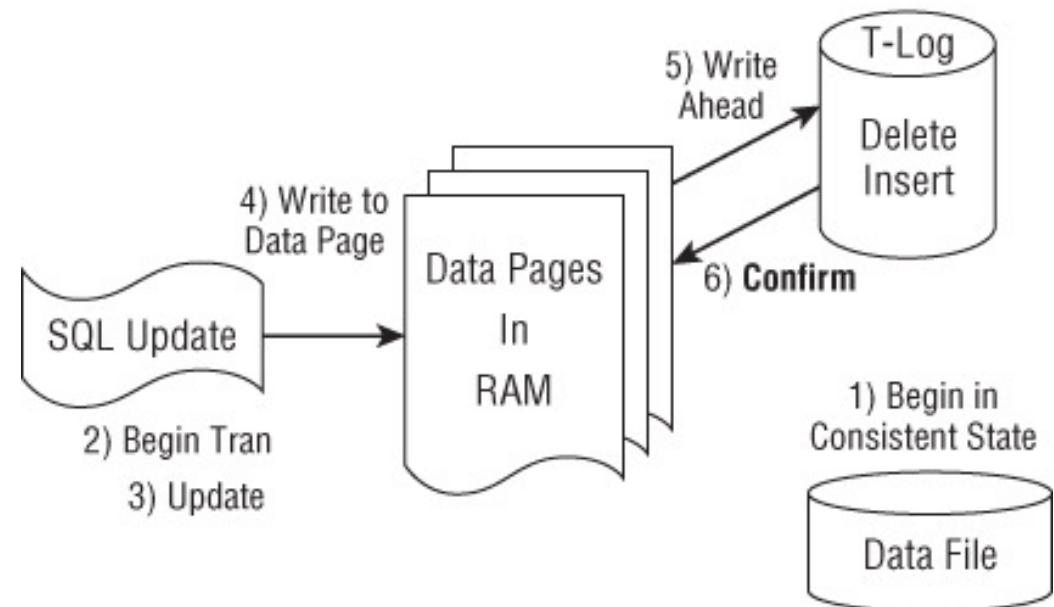 T-Log
Delete
Insert
5) Write
Ahead
4) Write to
Data Page
Data Pages
In
RAM
6) Confirm
SQL Update
2) Begin Tran
3) Update
1) Begin in
Consistent State
Data File